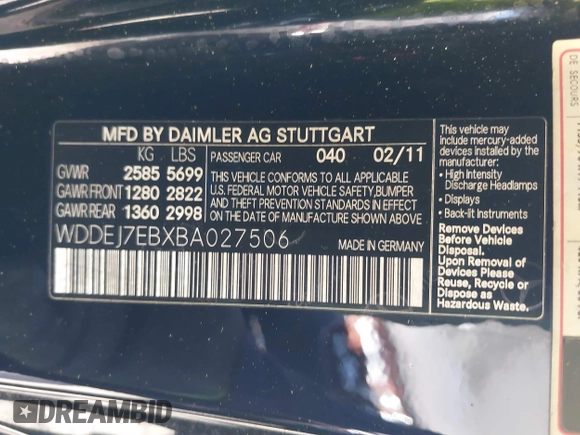 MFD BY DAIMLER AG STUTTGART
KG LBS
GVWR 2585 5699
GAWR FRONT 1280 2822
GAWR REAR 1360 2998
PASSENGER CAR 040 02/11
THIS VEHICLE CONFORMS TO ALL APPLICABLE
U.S. FEDERAL MOTOR VEHICLE SAFETY, BUMPER
AND THEFT PREVENTION STANDARDS IN EFFECT
ON THE DATE OF MANUFACTURE SHOWN ABOVE
WDDEJ7EBXBA027506
MADE IN GERMANY
This vehicle may
include mercury-added
devices installed by the
manufacturer:
• High Intensity
Discharge Headlamps
• Displays
• Back-lit Instruments
Remove Devices
Before Vehicle
Disposal.
Upon Removal of
Devices Please
Reuse, Recycle or
Dispose as
Hazardous Waste.
DE SECOURS
DREAMBID